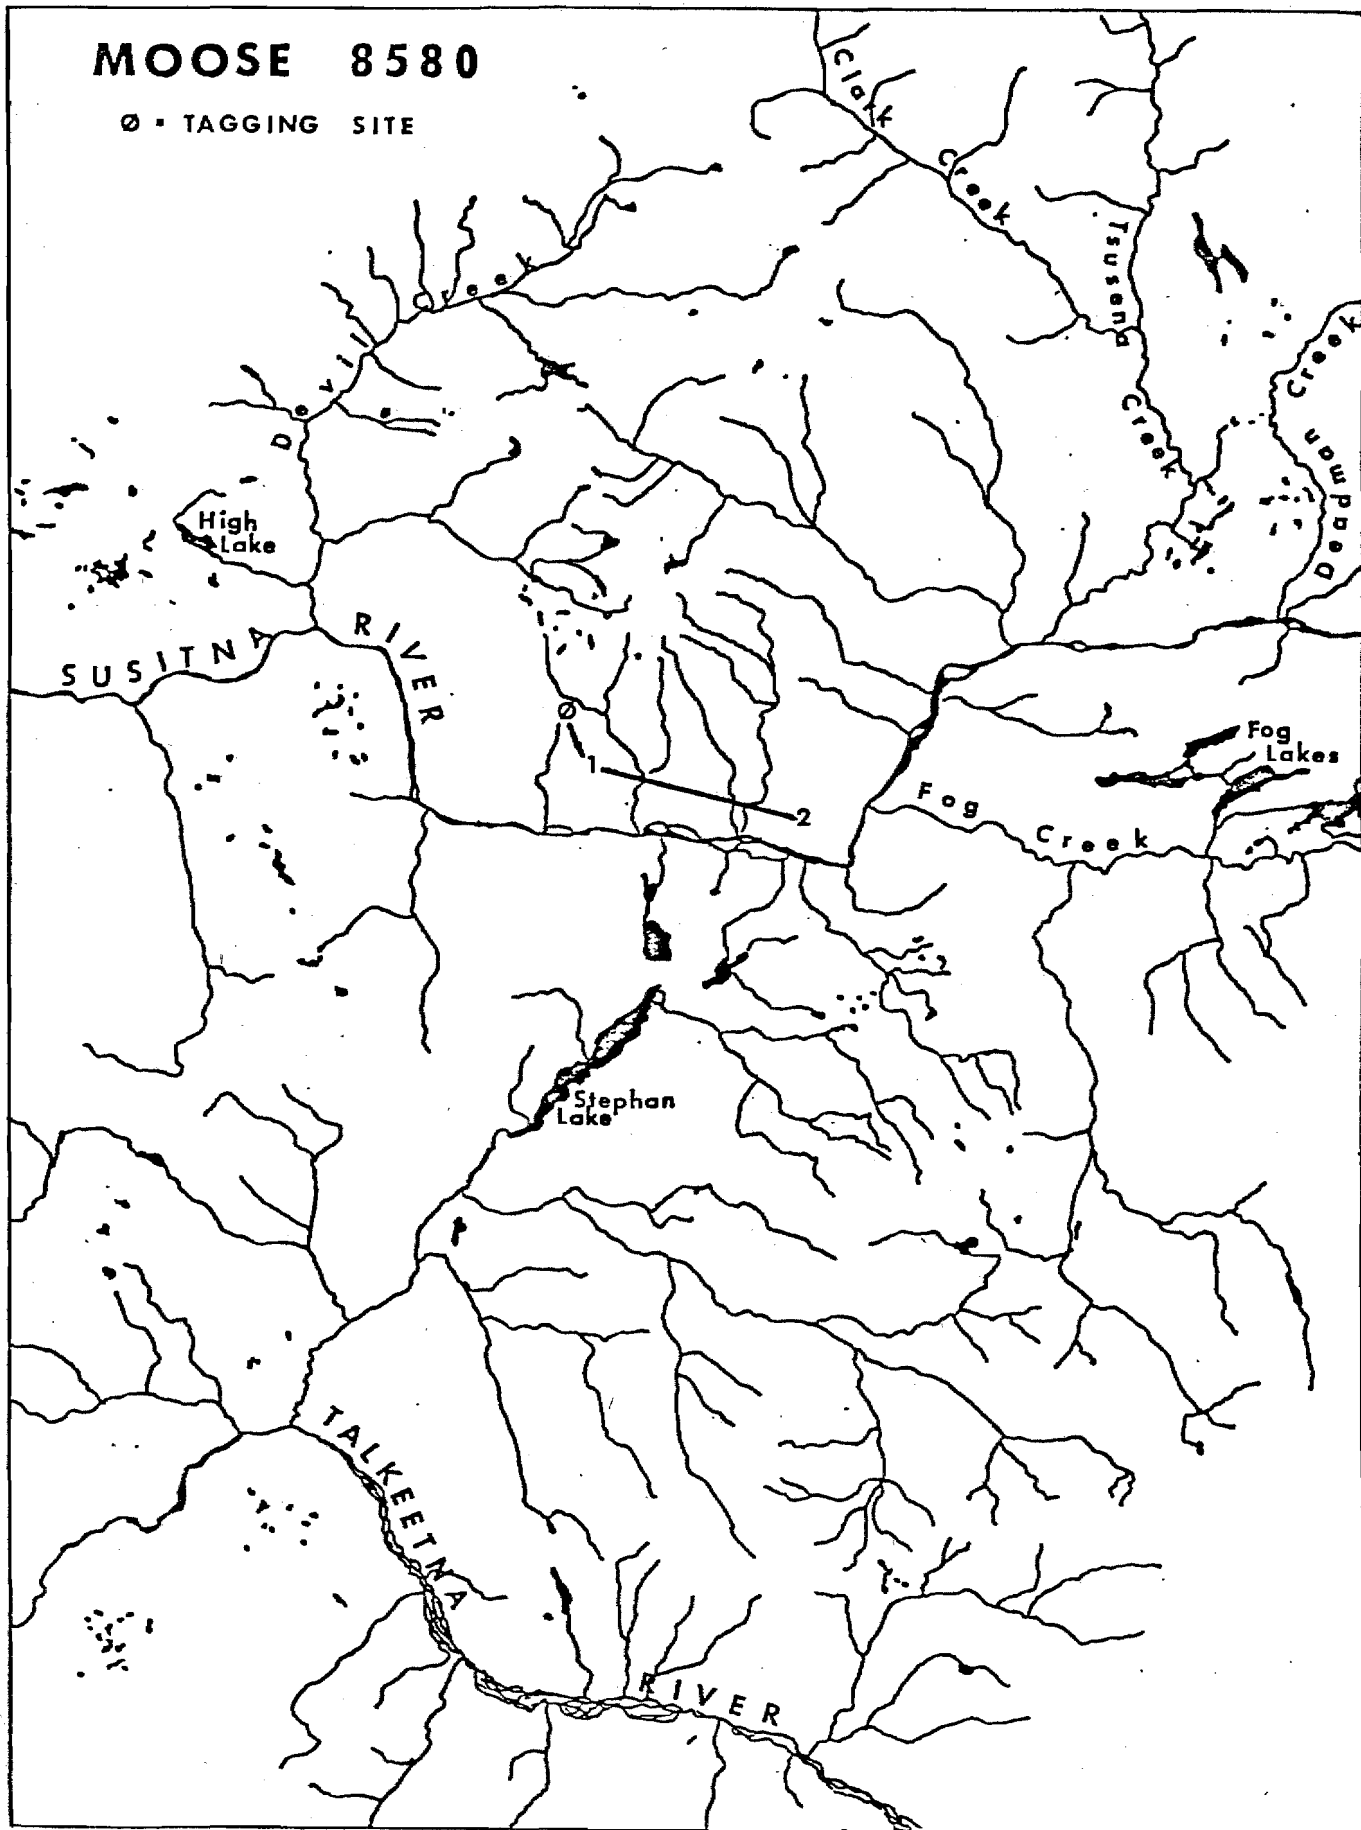 MOOSE 8580
Ø = TAGGING SITE
Clark Creek
Tsusena Creek
Devil Creek
Deadman Creek
High
Lake
SUSITNA RIVER
Fog
Lakes
1
2
Fog Creek
Stephan
Lake
TALKEETNA RIVER